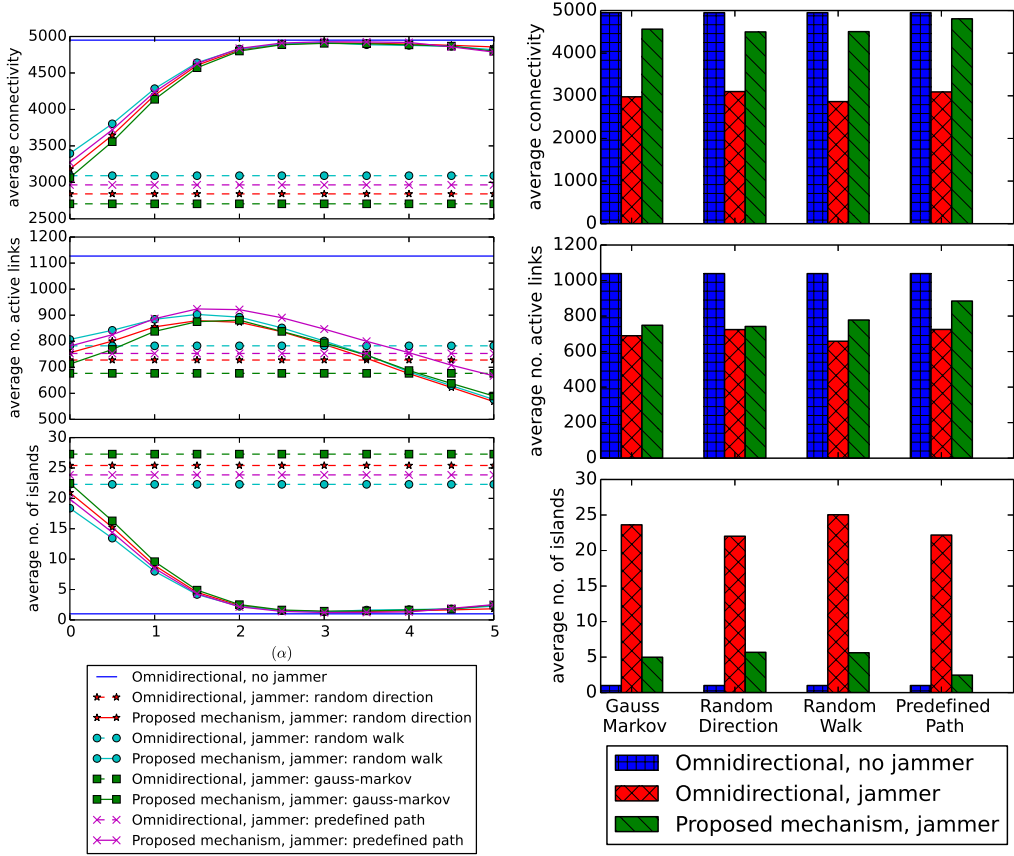 average connectivity
5000
4500
4000
3500
3000
2500
average no. active links
1200
1100
1000
900
800
700
600
500
average no. of islands
30
25
20
15
10
5
0
0 1 2 3 4 5
(α)
Omnidirectional, no jammer
Omnidirectional, jammer: random direction
Proposed mechanism, jammer: random direction
Omnidirectional, jammer: random walk
Proposed mechanism, jammer: random walk
Omnidirectional, jammer: gauss-markov
Proposed mechanism, jammer: gauss-markov
Omnidirectional, jammer: predefined path
Proposed mechanism, jammer: predefined path
average connectivity
5000
4000
3000
2000
1000
0
average no. active links
1200
1000
800
600
400
200
0
average no. of islands
30
25
20
15
10
5
0
Gauss Random Random Predefined
Markov Direction Walk Path
Omnidirectional, no jammer
Omnidirectional, jammer
Proposed mechanism, jammer